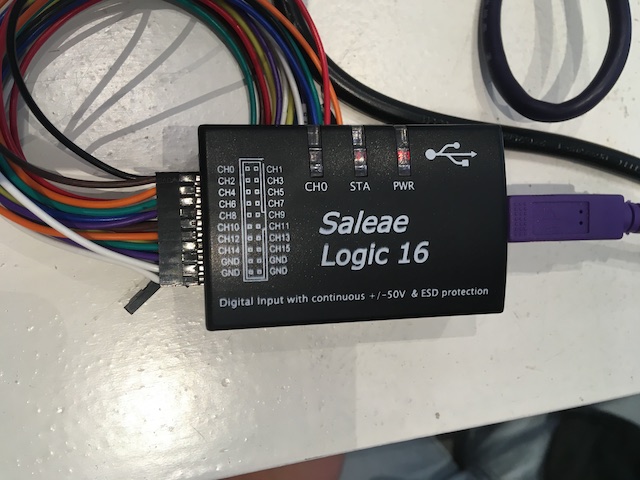 CH0 CH1
CH2 CH3
CH4 CH5
CH6 CH7
CH8 CH9
CH10 CH11
CH12 CH13
CH14 CH15
GND GND
GND GND
CH0 STA PWR
Saleae
Logic 16
Digital Input with continuous +/-50V & ESD protection